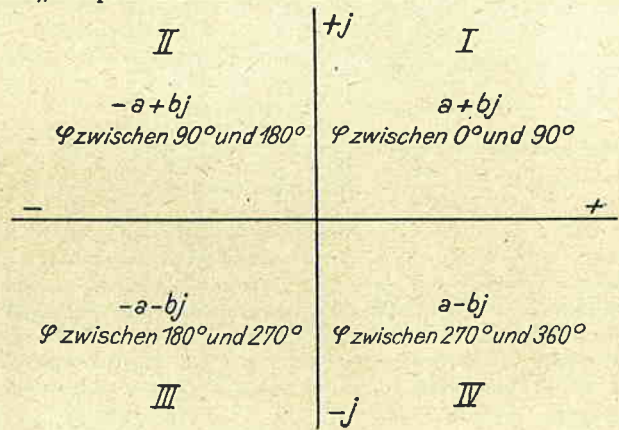 +j
II
I
-a+bj
a+bj
φ zwischen 90° und 180°
φ zwischen 0° und 90°
-
+
-a-bj
a-bj
φ zwischen 180° und 270°
φ zwischen 270° und 360°
III
IV
-j